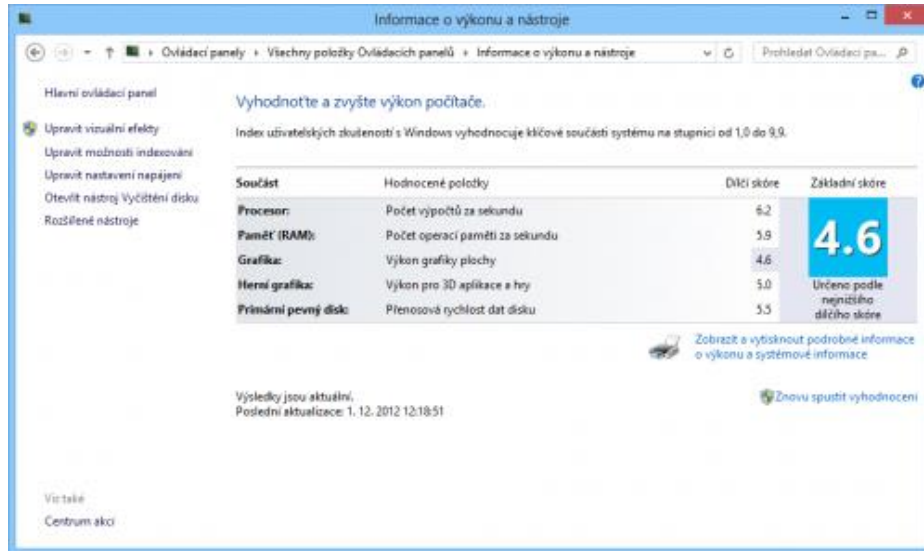 Informace o výkonu a nástroje
Ovládací panely
Všechny položky Ovládacích panelů
Informace o výkonu a nástroje
Prohledat Ovládací pa...
Hlavní ovládací panel
Upravit vizuální efekty
Upravit možnosti indexování
Upravit nastavení napájení
Otevřít nástroj Vyčištění disku
Rozšířené nástroje
Vyhodnoťte a zvyšte výkon počítače.
Index uživatelských zkušeností s Windows vyhodnocuje klíčové součásti systému na stupnici od 1,0 do 9,9.
Součást Hodnocené položky Dílčí skóre Základní skóre
Procesor: Počet výpočtů za sekundu 6.2
Paměť (RAM): Počet operací paměti za sekundu 5.9
Grafika: Výkon grafiky plochy 4.6
Herní grafika: Výkon pro 3D aplikace a hry 5.0
Primární pevný disk: Přenosová rychlost dat disku 5.5
4.6
Určeno podle
nejnižšího
dílčího skóre
Zobrazit a vytisknout podrobné informace
o výkonu a systémové informace
Výsledky jsou aktuální.
Poslední aktualizace: 1. 12. 2012 12:18:51
Znovu spustit vyhodnocení
Viz také
Centrum akcí